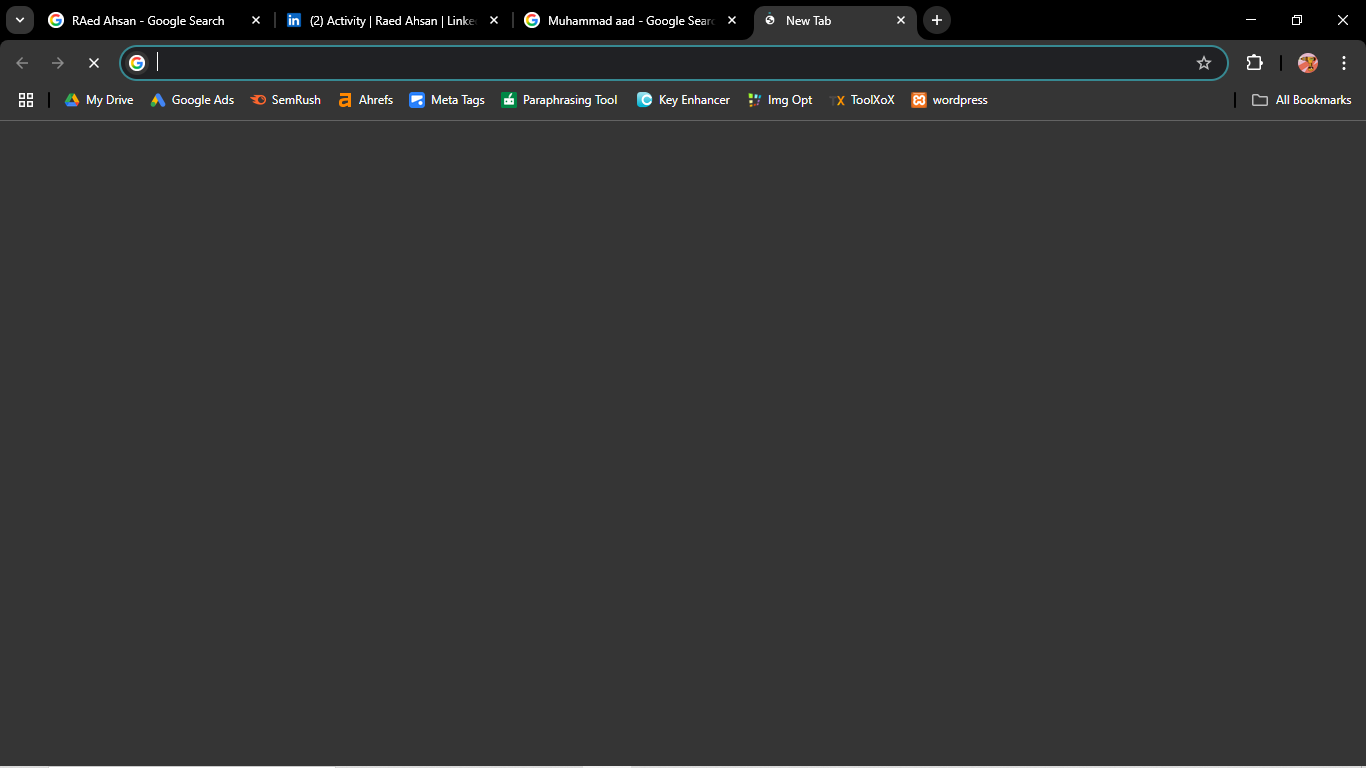 RAed Ahsan - Google Search (2) Activity | Raed Ahsan | Linke Muhammad aad - Google Sear New Tab
My Drive Google Ads SemRush Ahrefs Meta Tags Paraphrasing Tool Key Enhancer Img Opt ToolXoX wordpress All Bookmarks